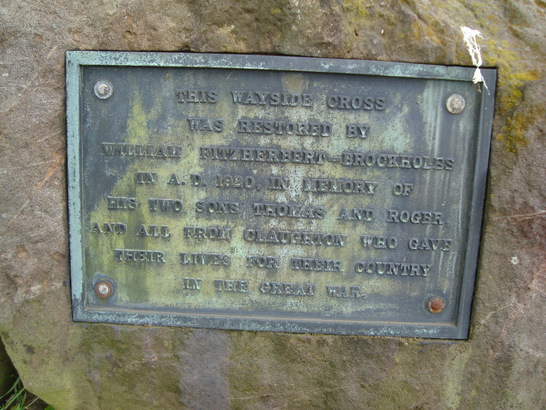 THIS WAYSIDE CROSS
WAS RESTORED BY
WILLIAM FITZHERBERT-BROCKHOLES
IN A.D. 1920, IN MEMORY OF
HIS TWO SONS THOMAS AND ROGER
AND ALL FROM CLAUGHTON WHO GAVE
THEIR LIVES FOR THEIR COUNTRY
IN THE GREAT WAR.